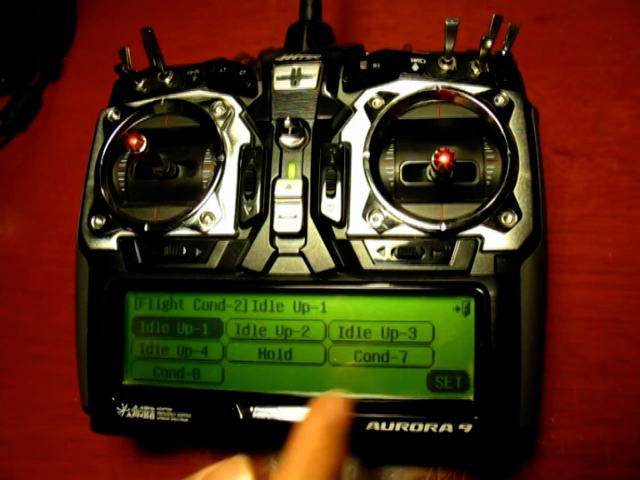 [Flight Cond-2] Idle Up-1
Idle Up-1 Idle Up-2 Idle Up-3
Idle Up-4 Hold Cond-7
Cond-8
SET
AURORA 9